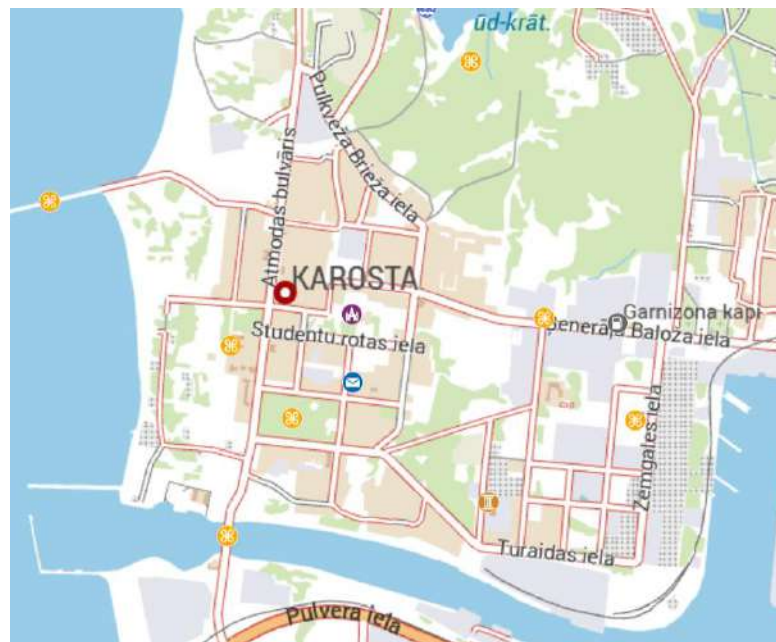 ūd-krāt.
Pulkveža Brieža iela
Atmodas bulvāris
KAROSTA
Garnizona kapi
Ģenerāļa Baloža iela
Studentu rotas iela
Zemgales iela
Turaidas iela
Pulvera iela